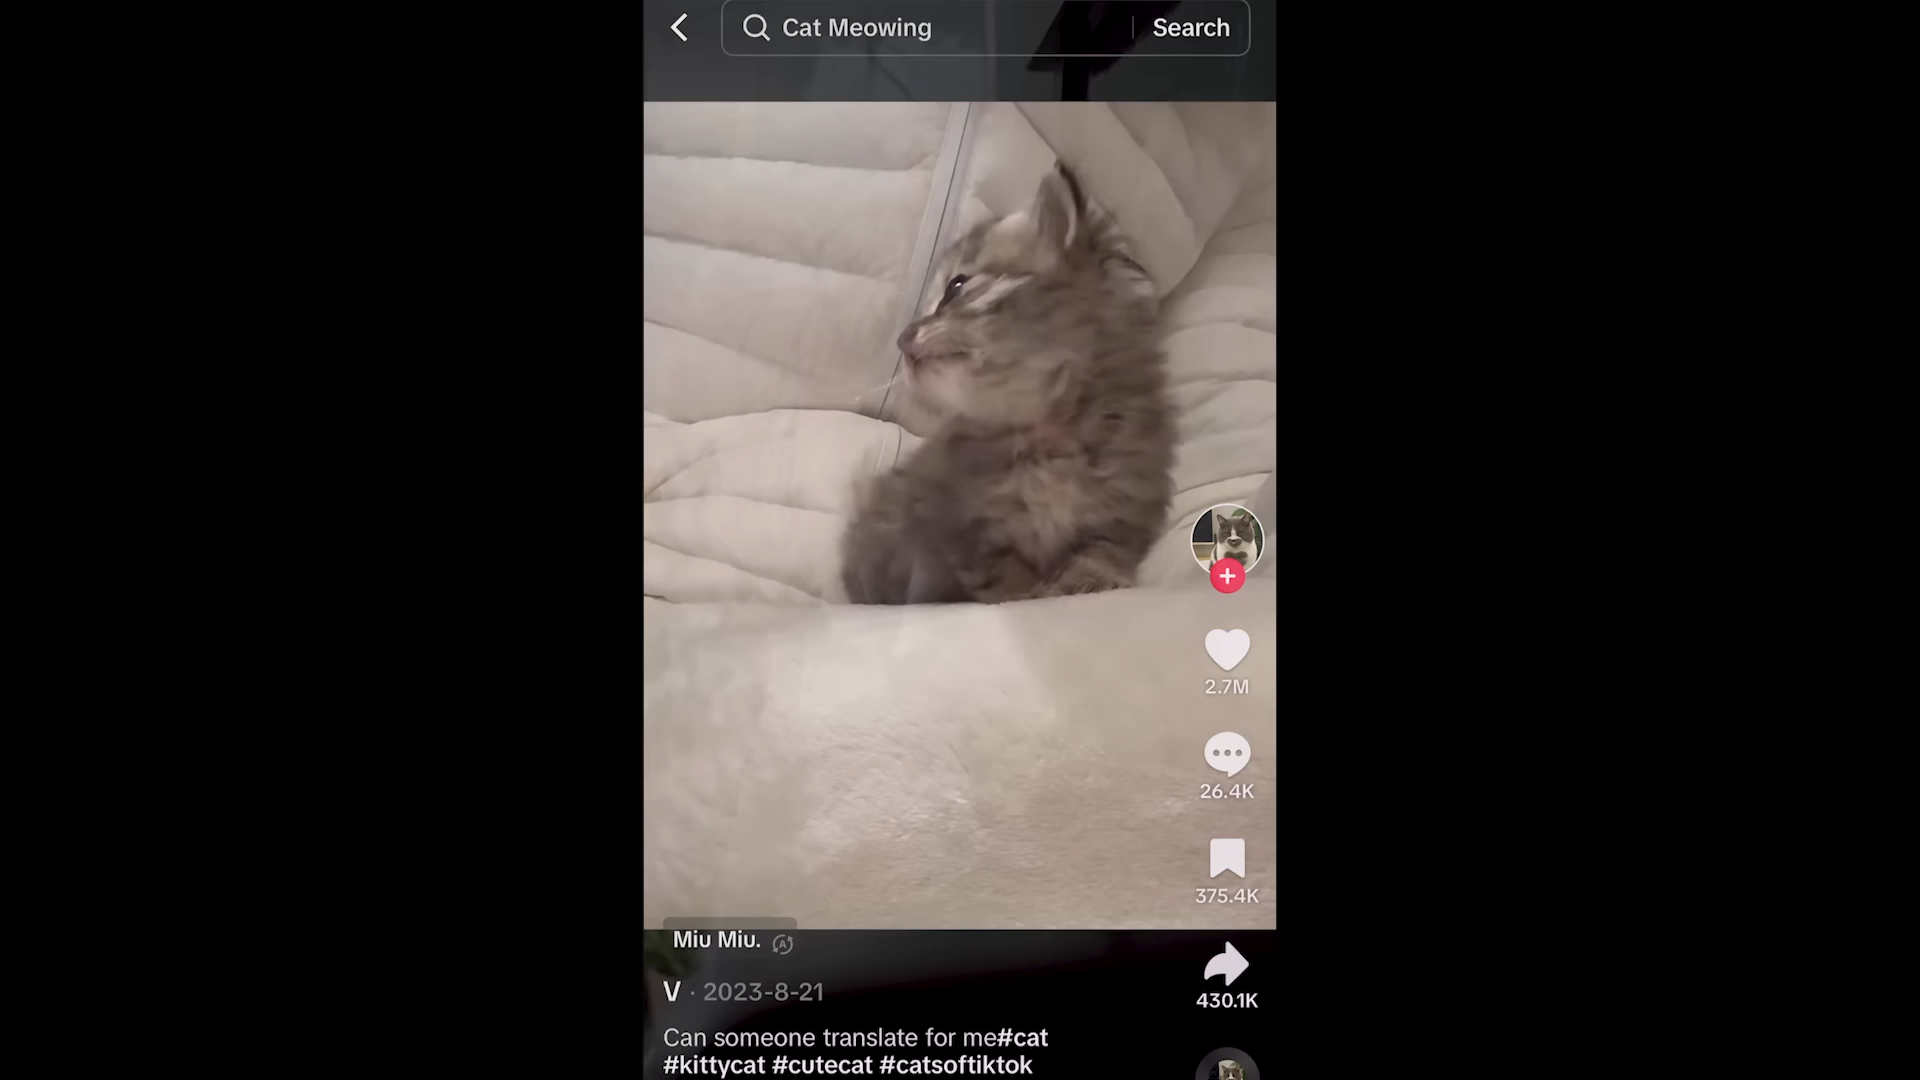 Cat Meowing
Search
2.7M
26.4K
375.4K
Miu Miu.
430.1K
V · 2023-8-21
Can someone translate for me#cat
#kittycat #cutecat #catsoftiktok